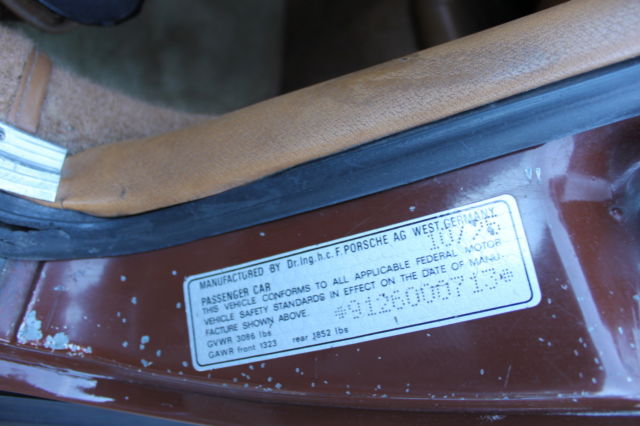 MANUFACTURED BY Dr.Ing.h.c.F.PORSCHE AG WEST.GERMANY
PASSENGER CAR
THIS VEHICLE CONFORMS TO ALL APPLICABLE FEDERAL MOTOR
VEHICLE SAFETY STANDARDS IN EFFECT ON THE DATE OF MANU-
FACTURE SHOWN ABOVE.
*9126000713*
GVWR 3086 lbs
GAWR front 1323 rear 1852 lbs 1